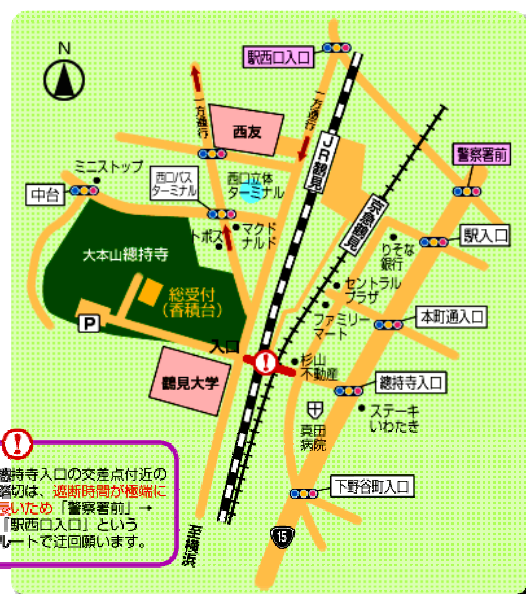 N
駅西口入口
一方通行
西友
一方通行
JR鶴見
警察署前
ミニストップ
西口バス
ターミナル
西口立体
ターミナル
中台
京急鶴見
駅入口
トポス
マクド
ナルド
りそな
銀行
大本山總持寺
セントラル
プラザ
総受付
(香積台)
ファミリー
マート
本町通入口
P
入口
!
杉山
不動産
鶴見大学
總持寺入口
真田
病院
ステーキ
いわたき
!
總持寺入口の交差点付近の
踏切は、遮断時間が極端に
長いため「警察署前」→
「駅西口入口」という
ルートで迂回願います。
下野谷町入口
至横浜
15